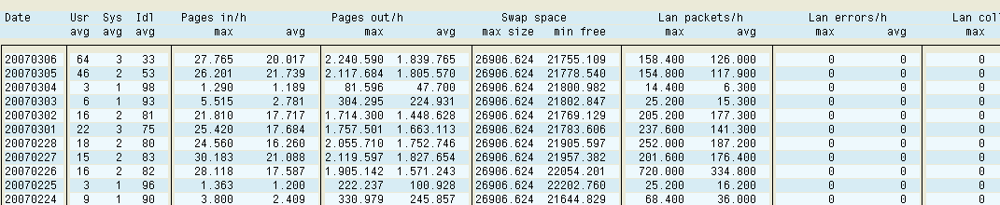 Date Usr Sys Idl Pages in/h Pages out/h Swap space Lan packets/h Lan errors/h Lan col
avg avg avg max avg max avg max size min free max avg max avg max
20070306 64 3 33 27.765 20.017 2.240.590 1.839.765 26906.624 21755.109 158.400 126.000 0 0 0
20070305 46 2 53 26.201 21.739 2.117.684 1.805.570 26906.624 21778.540 154.800 117.900 0 0 0
20070304 3 1 98 1.290 1.189 81.596 47.700 26906.624 21800.982 14.400 6.300 0 0 0
20070303 6 1 93 5.515 2.781 304.295 224.931 26906.624 21802.847 25.200 15.300 0 0 0
20070302 16 2 81 21.810 17.717 1.714.300 1.448.628 26906.624 21769.129 205.200 177.300 0 0 0
20070301 22 3 75 25.420 17.684 1.757.501 1.663.113 26906.624 21783.606 237.600 141.300 0 0 0
20070228 18 2 80 24.560 16.260 2.055.710 1.752.746 26906.624 21905.597 252.000 187.200 0 0 0
20070227 15 2 83 30.183 21.088 2.119.597 1.827.654 26906.624 21957.382 201.600 176.400 0 0 0
20070226 16 2 82 28.118 17.587 1.905.142 1.571.243 26906.624 22054.201 720.000 334.800 0 0 0
20070225 3 1 96 1.363 1.200 222.237 100.928 26906.624 22202.760 25.200 16.200 0 0 0
20070224 9 1 90 3.800 2.409 330.979 245.857 26906.624 21644.829 68.400 36.000 0 0 0